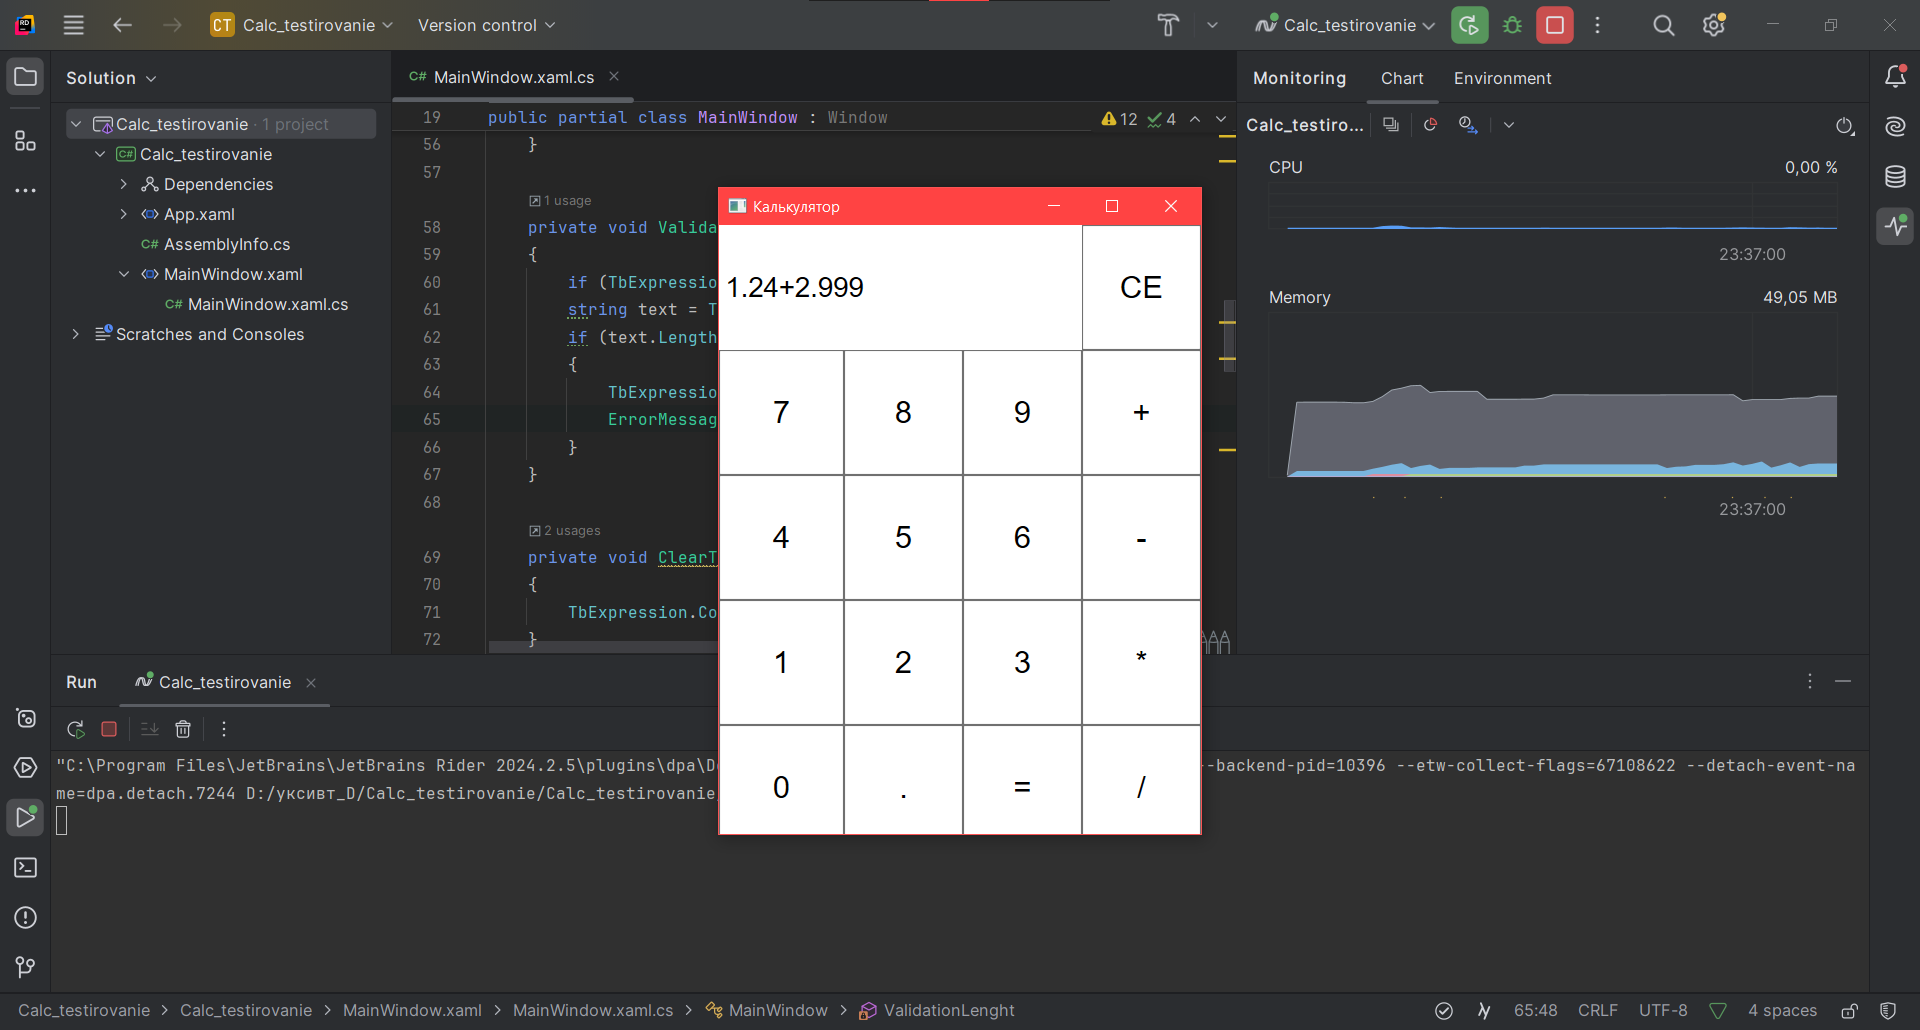 CT Calc_testirovanie Version control Calc_testirovanie
Solution
Calc_testirovanie · 1 project
C# Calc_testirovanie
Dependencies
App.xaml
C# AssemblyInfo.cs
MainWindow.xaml
C# MainWindow.xaml.cs
Scratches and Consoles
C# MainWindow.xaml.cs
19 public partial class MainWindow : Window 12 4
56 }
57
1 usage
58 private void Valida
59 {
60 if (TbExpressio
61 string text = T
62 if (text.Length
63 {
64 TbExpressio
65 ErrorMessag
66 }
67 }
68
2 usages
69 private void ClearT
70 {
71 TbExpression.Co
72 }
Калькулятор
1.24+2.999 CE
7 8 9 +
4 5 6 -
1 2 3 *
0 . = /
Monitoring Chart Environment
Calc_testiro...
CPU 0,00 %
23:37:00
Memory 49,05 MB
23:37:00
Run Calc_testirovanie
"C:\Program Files\JetBrains\JetBrains Rider 2024.2.5\plugins\dpa\D --backend-pid=10396 --etw-collect-flags=67108622 --detach-event-na
me=dpa.detach.7244 D:/уксивт_D/Calc_testirovanie/Calc_testirovanie
Calc_testirovanie > Calc_testirovanie > MainWindow.xaml > MainWindow.xaml.cs > MainWindow > ValidationLenght 65:48 CRLF UTF-8 4 spaces